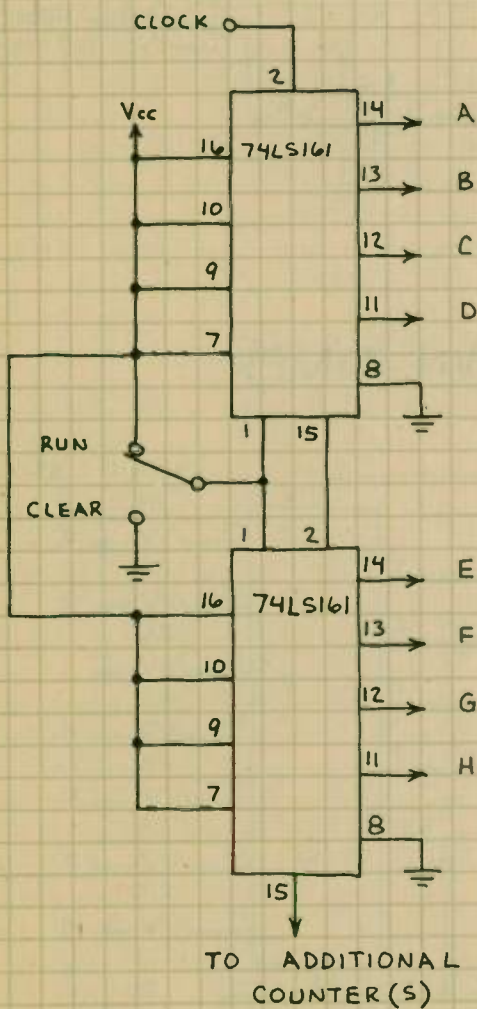 CLOCK
2
Vcc
16 74LS161 14 A
10 13 B
9 12 C
7 11 D
8
RUN
1 15
CLEAR
1 2
16 74LS161 14 E
10 13 F
9 12 G
7 11 H
8
15
TO ADDITIONAL
COUNTER(S)